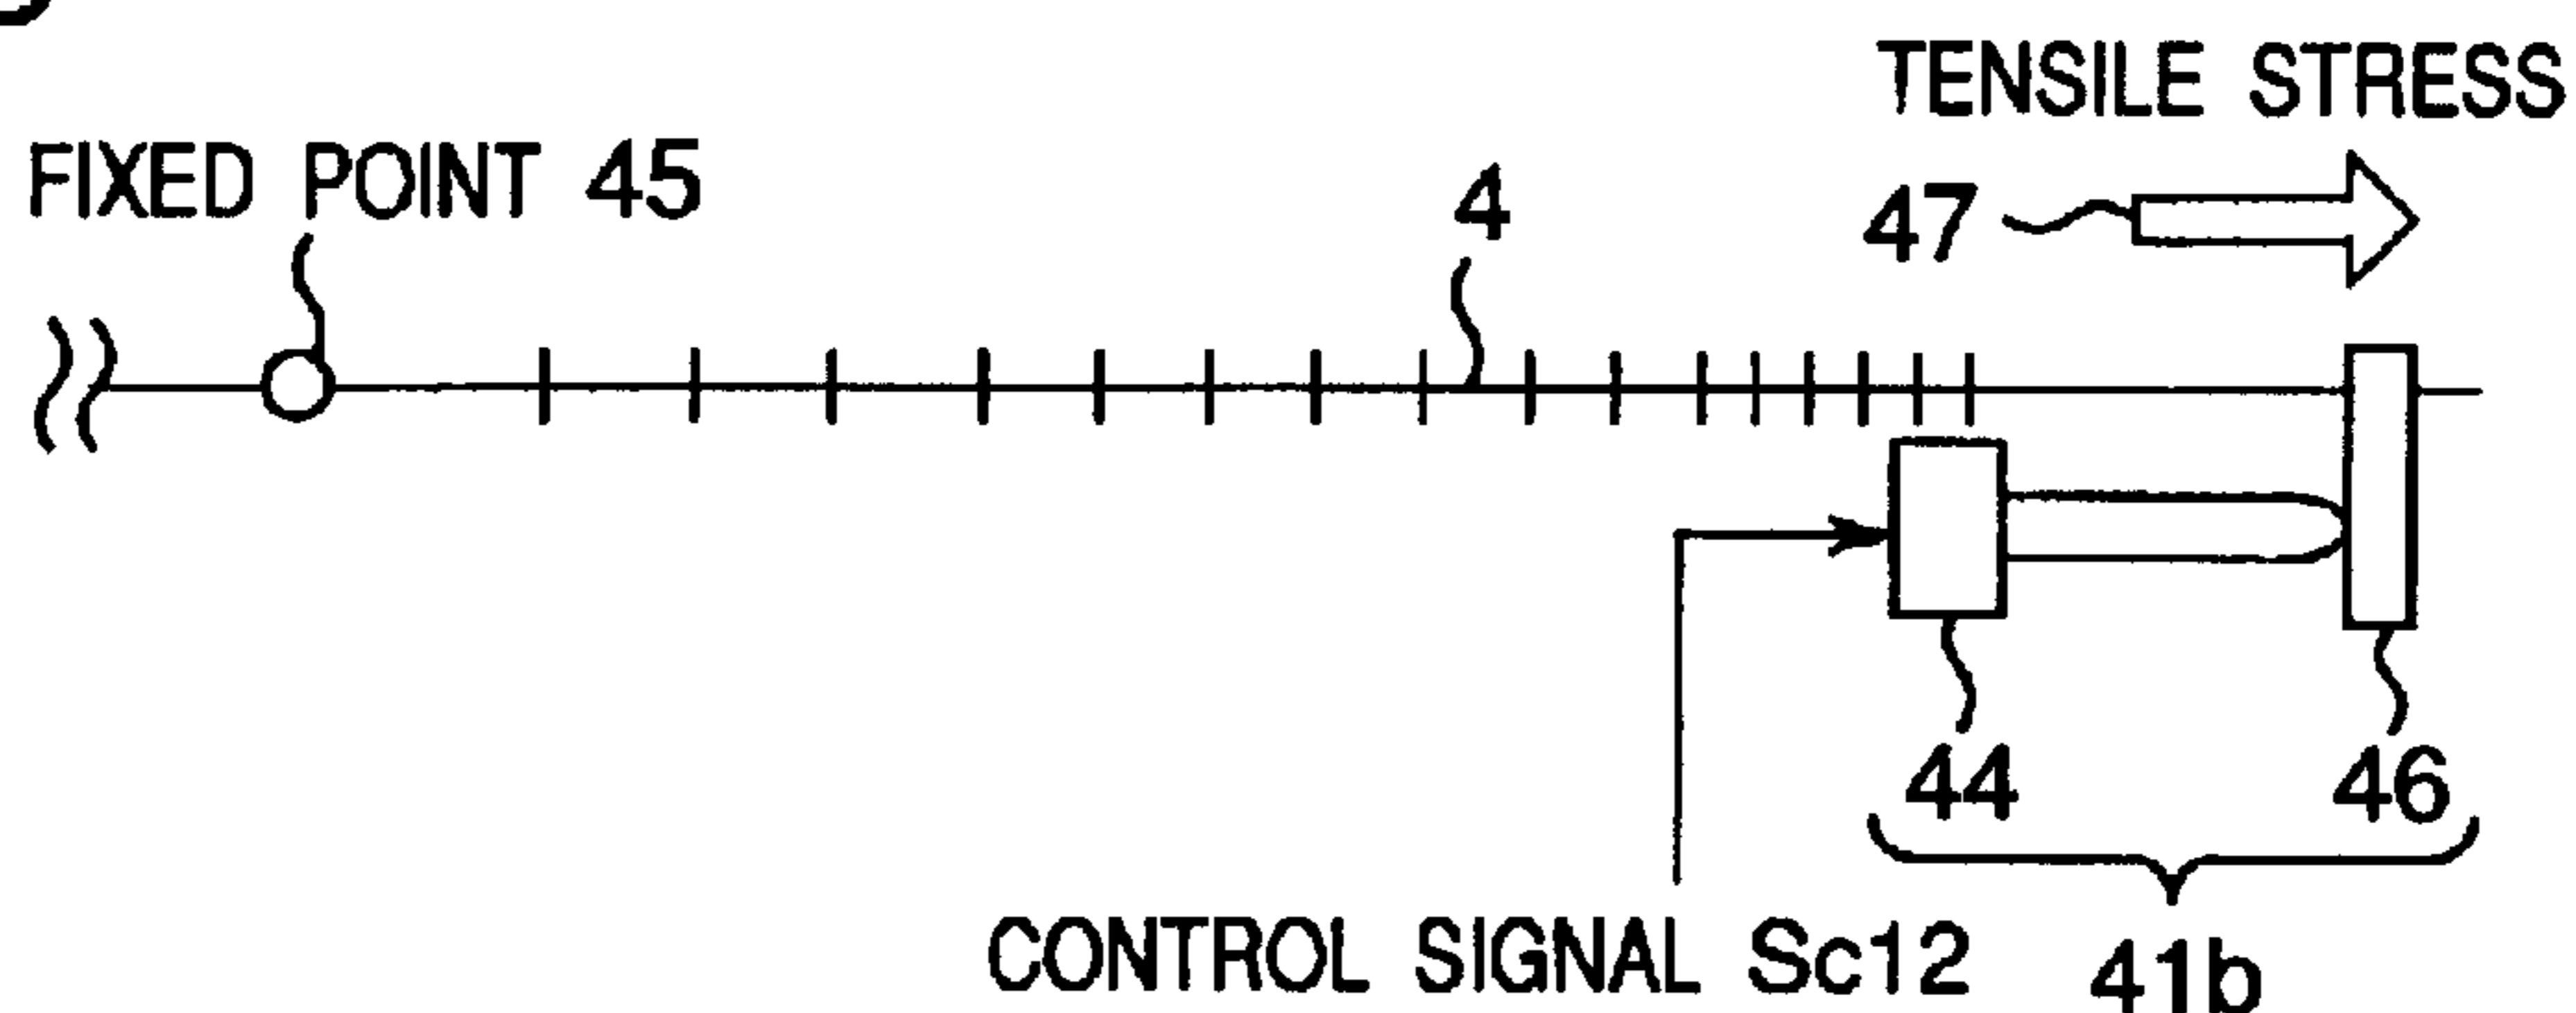 TENSILE STRESS
FIXED POINT 45
4
47
44
46
CONTROL SIGNAL Sc12
41b